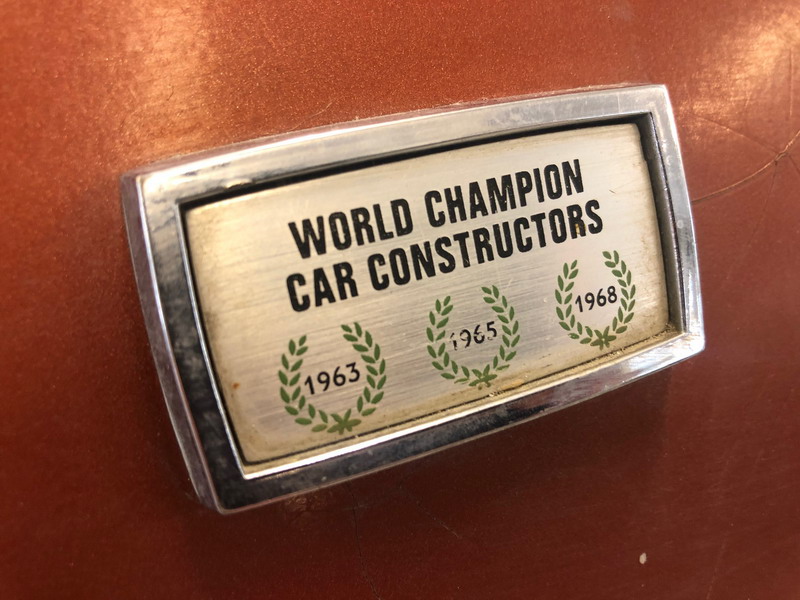 WORLD CHAMPION
CAR CONSTRUCTORS
1963 1965 1968